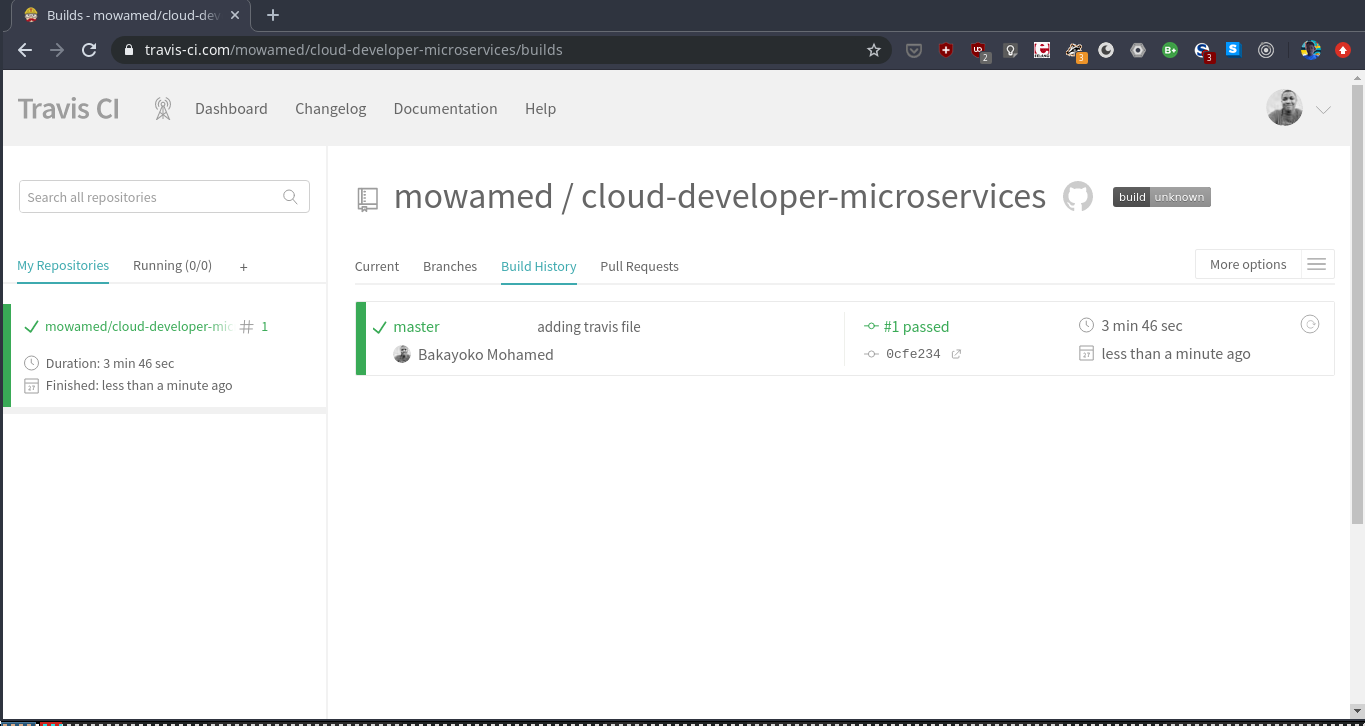 Builds - mowamed/cloud-dev
travis-ci.com/mowamed/cloud-developer-microservices/builds
2
3
3
Travis CI
Dashboard
Changelog
Documentation
Help
Search all repositories
mowamed / cloud-developer-microservices
build unknown
My Repositories
Running (0/0)
+
Current
Branches
Build History
Pull Requests
More options
mowamed/cloud-developer-mic # 1
Duration: 3 min 46 sec
Finished: less than a minute ago
master
adding travis file
#1 passed
3 min 46 sec
Bakayoko Mohamed
0cfe234
less than a minute ago